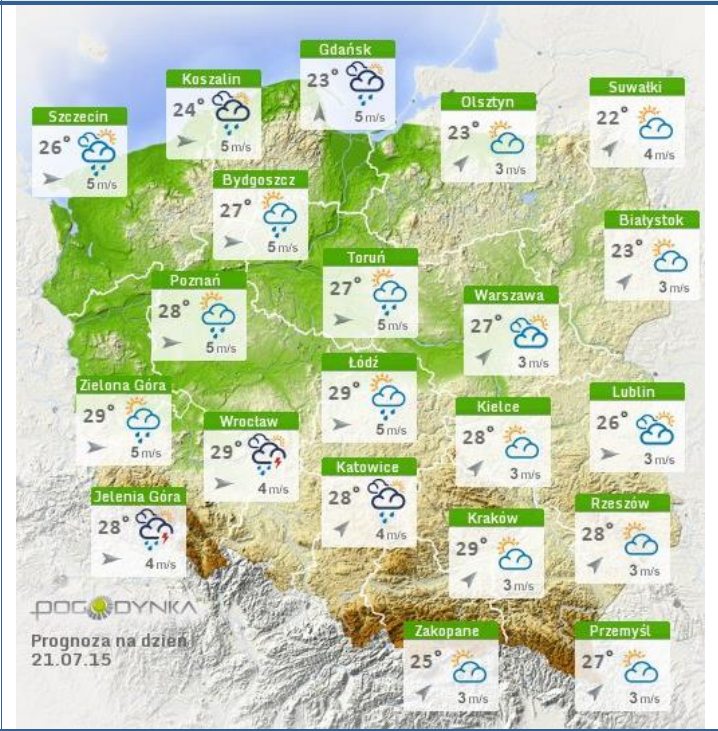 Gdańsk
23°
5 m/s
Koszalin
24°
5 m/s
Suwałki
22°
4 m/s
Olsztyn
23°
3 m/s
Szczecin
26°
5 m/s
Bydgoszcz
27°
5 m/s
Białystok
23°
3 m/s
Toruń
27°
5 m/s
Poznań
28°
5 m/s
Warszawa
27°
3 m/s
Łódź
29°
5 m/s
Zielona Góra
29°
5 m/s
Lublin
26°
3 m/s
Kielce
28°
3 m/s
Wrocław
29°
4 m/s
Katowice
28°
4 m/s
Jelenia Góra
28°
4 m/s
Rzeszów
28°
3 m/s
Kraków
29°
3 m/s
POGODYNKA
Prognoza na dzień
21.07.15
Zakopane
25°
3 m/s
Przemyśl
27°
3 m/s